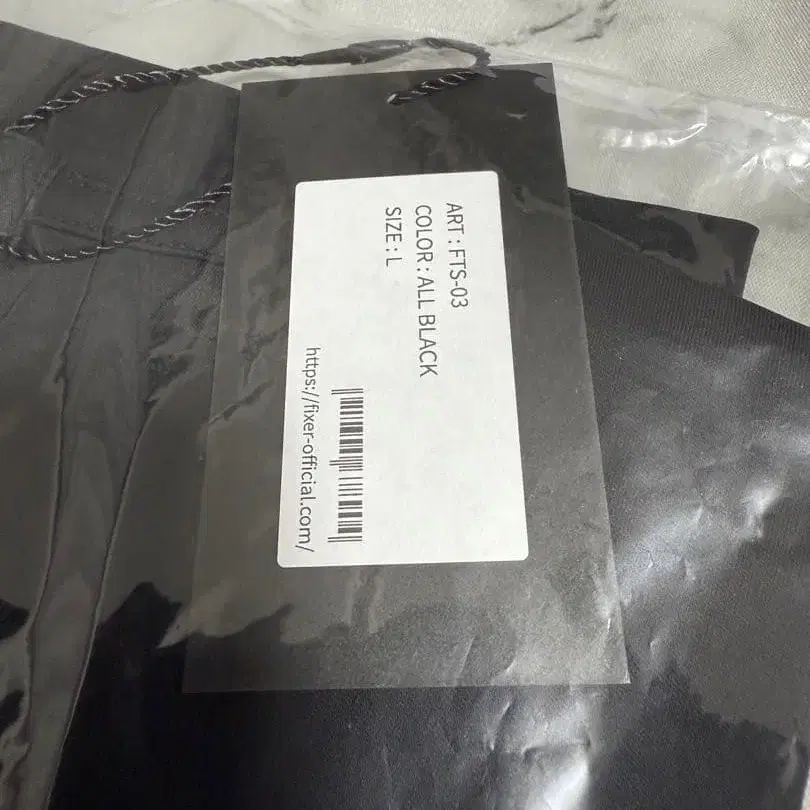 ART : FTS-03
COLOR : ALL BLACK
SIZE : L
https://fixer-official.com/